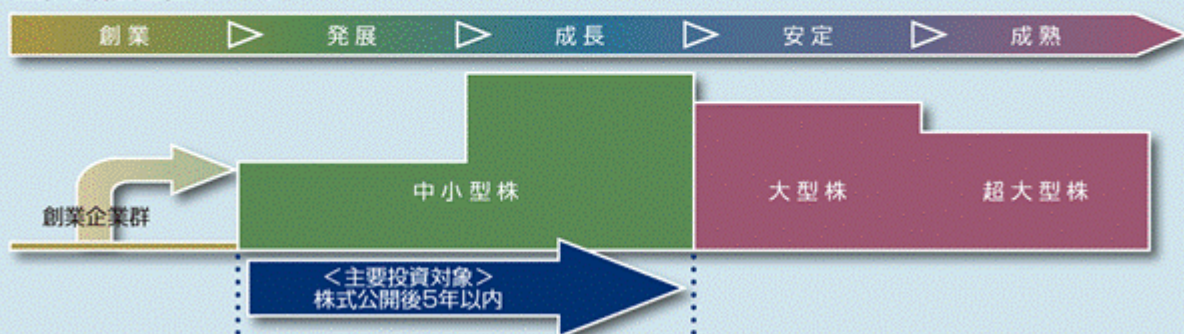 創業 発展 成長 安定 成熟
中小型株 大型株 超大型株
創業企業群
<主要投資対象>
株式公開後5年以内